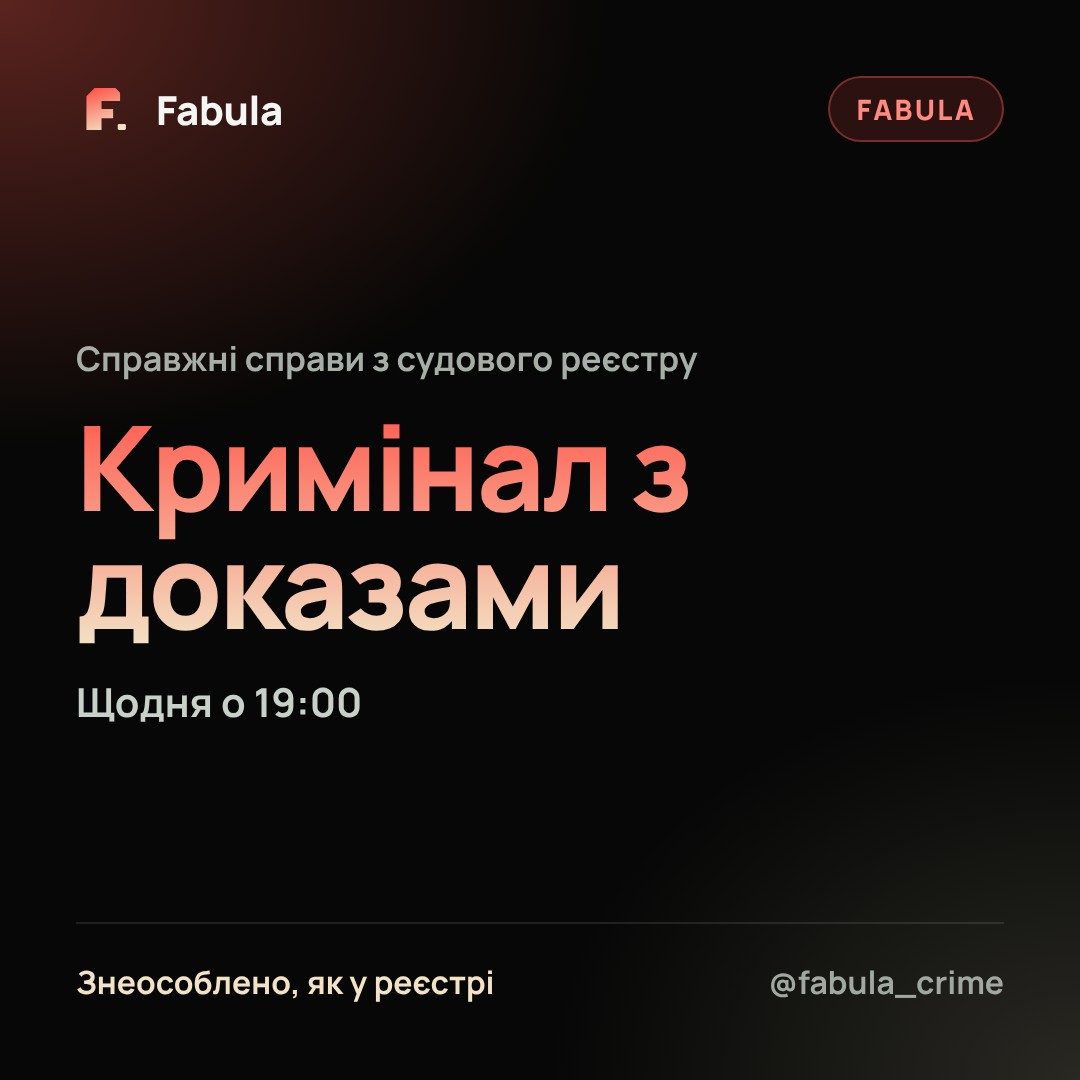 F.
Fabula
FABULA
Справжні справи з судового реєстру
Кримінал з
доказами
Щодня о 19:00
Знеособлено, як у реєстрі
@fabula_crime